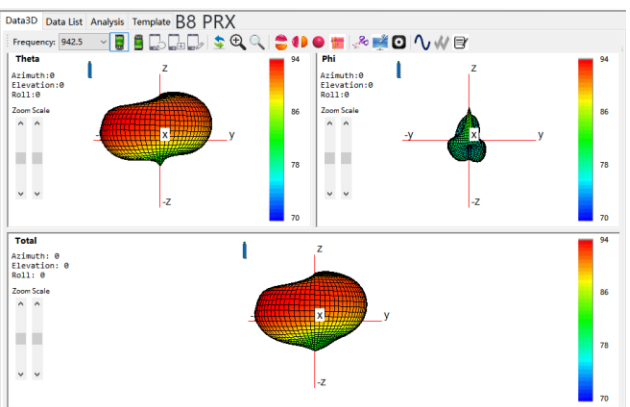 Data3D Data List Analysis Template B8 PRX
Frequency: 942.5
Theta
Azimuth:0
Elevation:0
Roll:0
Zoom Scale
z
y
X
-Z
94
86
78
70
Phi
Azimuth:0
Elevation:0
Roll:0
Zoom Scale
z
-y
y
X
-Z
94
86
78
70
Total
Azimuth: 0
Elevation: 0
Roll: 0
Zoom Scale
z
y
X
-Z
94
86
78
70